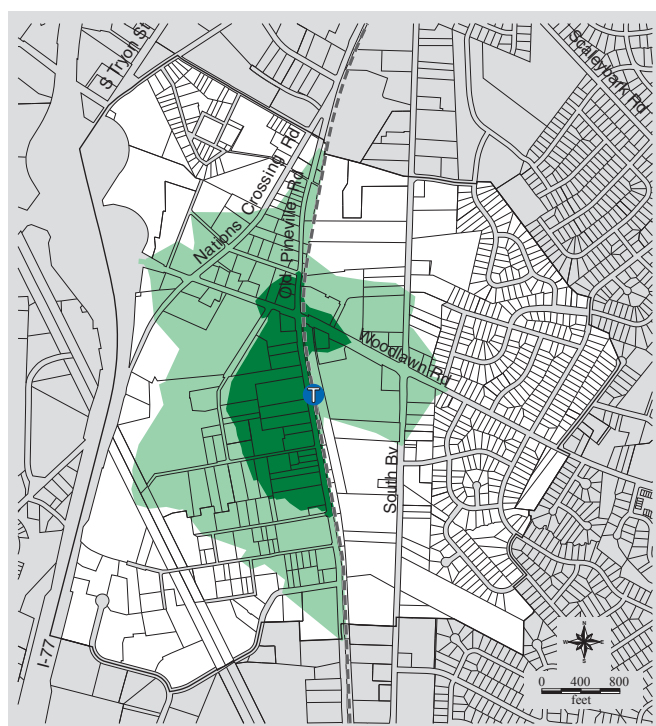 S Tryon St
Scaleybark Rd
Nations Crossing Rd
Old Pineville Rd
Woodlawn Rd
T
South Bv
I-77
N
W E
S
0 400 800
feet